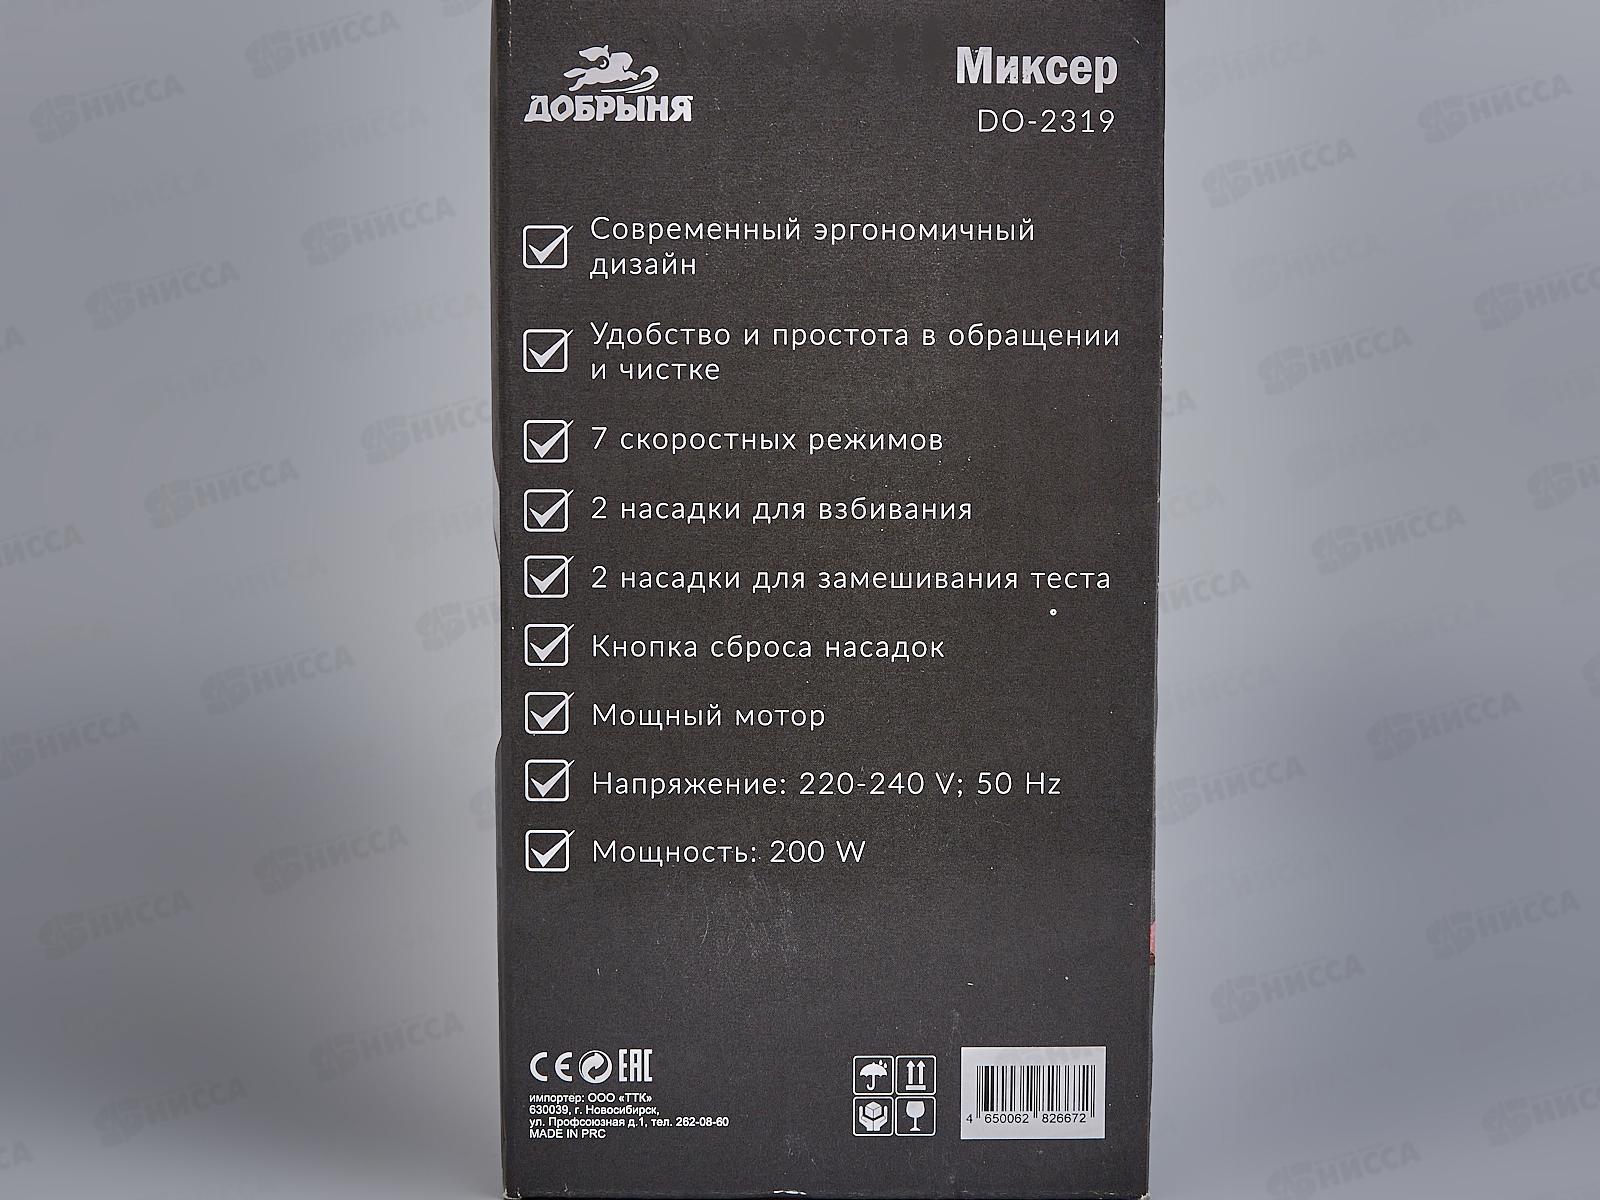 ДОБРЫНЯ
Миксер
DO-2319
Современный эргономичный
дизайн
Удобство и простота в обращении
и чистке
7 скоростных режимов
2 насадки для взбивания
2 насадки для замешивания теста
Кнопка сброса насадок
Мощный мотор
Напряжение: 220-240 V; 50 Hz
Мощность: 200 W
CE EAC
импортер: ООО «ТТК»
630039, г. Новосибирск,
ул. Профсоюзная д.1, тел. 262-08-60
MADE IN PRC
4 650062 826672
НИССА